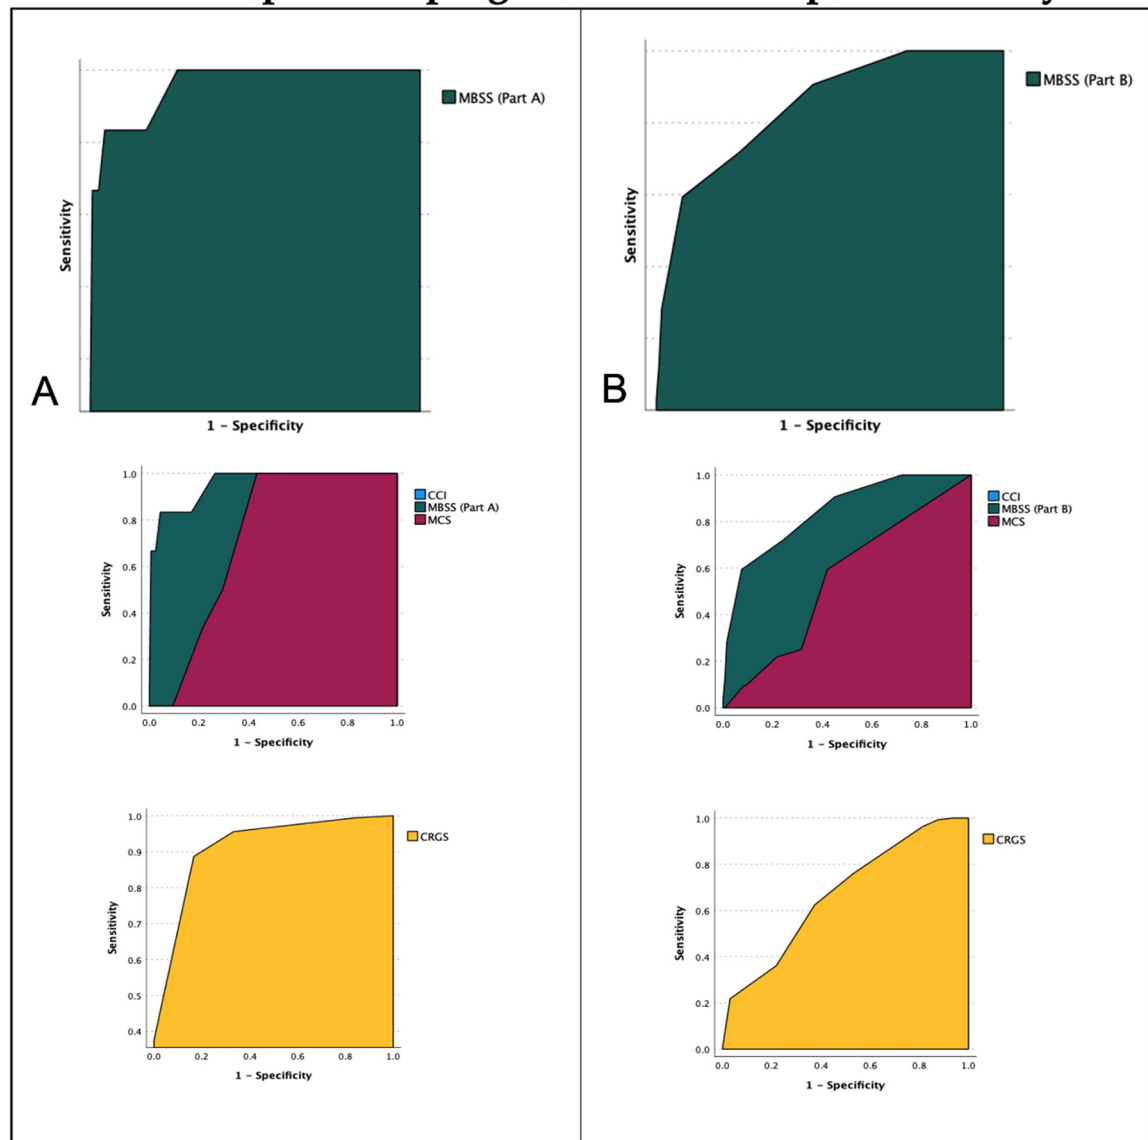 MBSS (Part A)
Sensitivity
A
1 – Specificity
MBSS (Part B)
Sensitivity
B
1 – Specificity
1.0
0.8
0.6
0.4
0.2
0.0
Sensitivity
0.0 0.2 0.4 0.6 0.8 1.0
1 – Specificity
CCI
MBSS (Part A)
MCS
1.0
0.8
0.6
0.4
0.2
0.0
Sensitivity
0.0 0.2 0.4 0.6 0.8 1.0
1 – Specificity
CCI
MBSS (Part B)
MCS
1.0
0.9
0.8
0.7
0.6
0.5
0.4
Sensitivity
0.0 0.2 0.4 0.6 0.8 1.0
1 – Specificity
CRGS
1.0
0.8
0.6
0.4
0.2
0.0
Sensitivity
0.0 0.2 0.4 0.6 0.8 1.0
1 – Specificity
CRGS